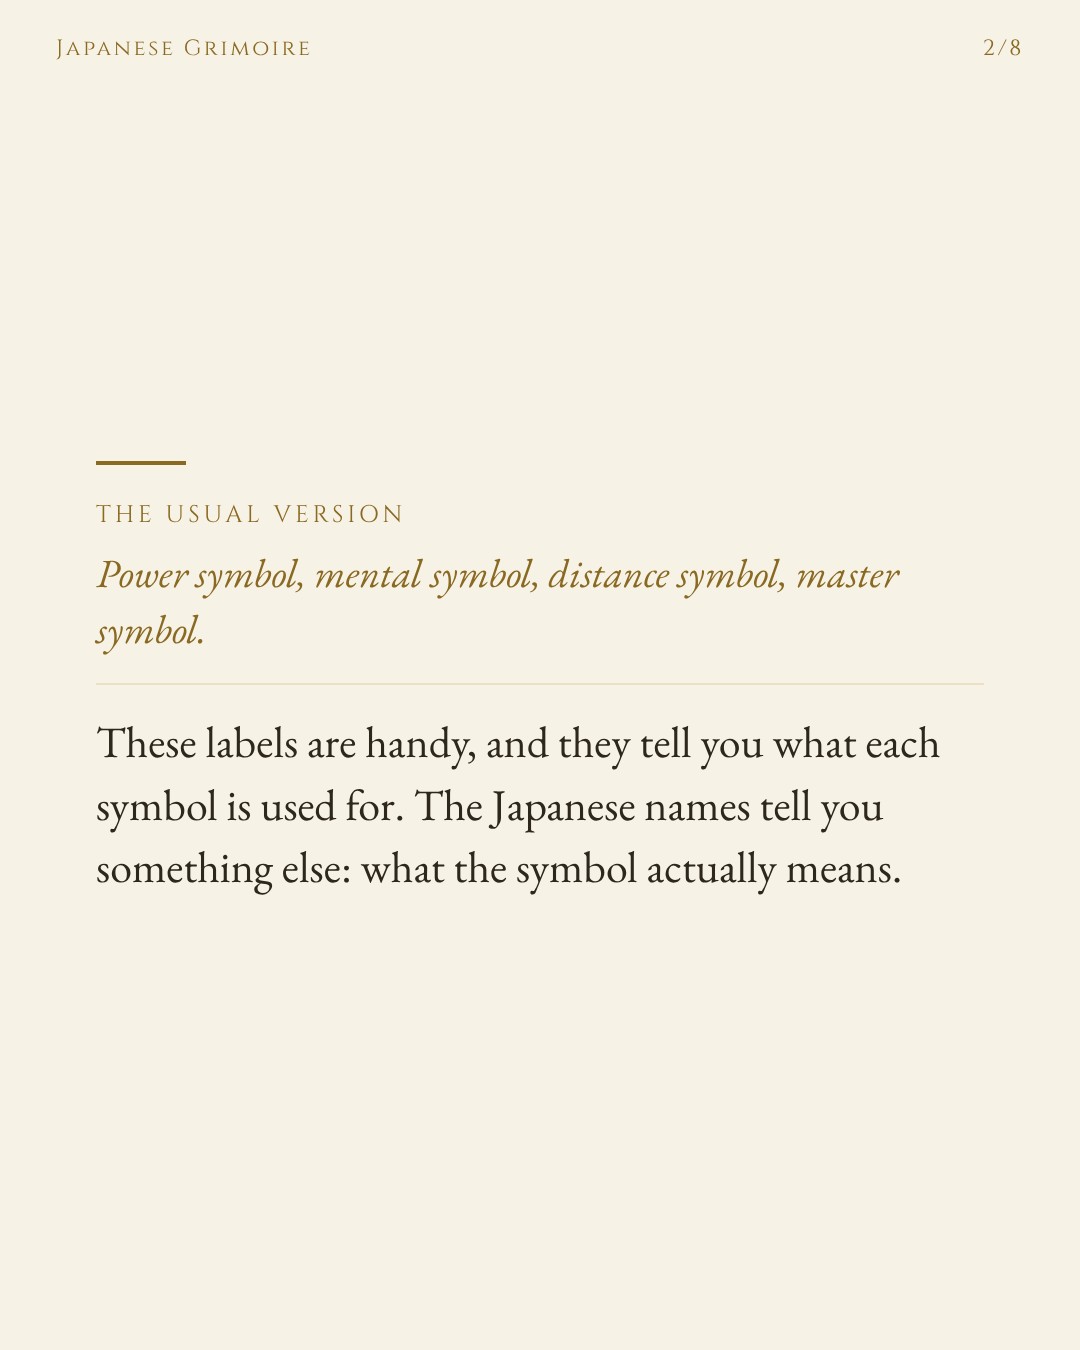 Japanese Grimoire
2/8
THE USUAL VERSION
Power symbol, mental symbol, distance symbol, master
symbol.
These labels are handy, and they tell you what each
symbol is used for. The Japanese names tell you
something else: what the symbol actually means.